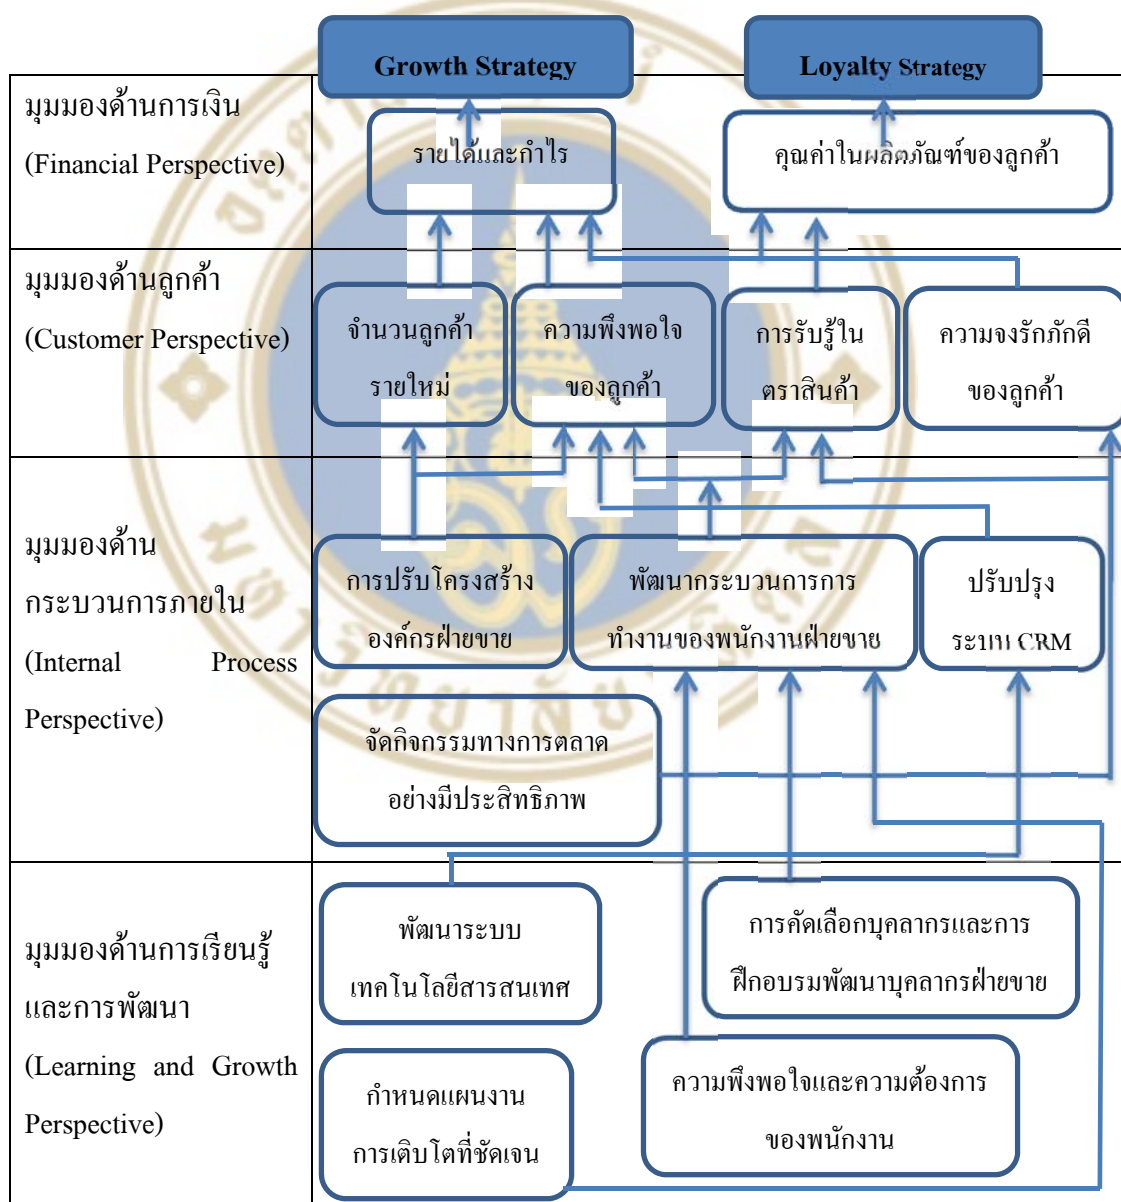 Growth Strategy
Loyalty Strategy
มุมมองด้านการเงิน
(Financial Perspective)
รายได้และกำไร
คุณค่าในผลิตภัณฑ์ของลูกค้า
มุมมองด้านลูกค้า
(Customer Perspective)
จำนวนลูกค้า
รายใหม่
ความพึงพอใจ
ของลูกค้า
การรับรู้ใน
ตราสินค้า
ความจงรักภักดี
ของลูกค้า
มุมมองด้าน
กระบวนการภายใน
(Internal Process
Perspective)
การปรับโครงสร้าง
องค์กรฝ่ายขาย
พัฒนากระบวนการการ
ทำงานของพนักงานฝ่ายขาย
ปรับปรุง
ระบบ CRM
จัดกิจกรรมทางการตลาด
อย่างมีประสิทธิภาพ
มุมมองด้านการเรียนรู้
และการพัฒนา
(Learning and Growth
Perspective)
พัฒนาระบบ
เทคโนโลยีสารสนเทศ
การคัดเลือกบุคลากรและการ
ฝึกอบรมพัฒนาบุคลากรฝ่ายขาย
กำหนดแผนงาน
การเติบโตที่ชัดเจน
ความพึงพอใจและความต้องการ
ของพนักงาน
มหาวิทยาลัยมหิดล